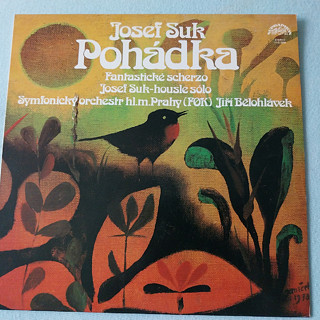 Josef Suk
Pohádka
Fantastické scherzo
Josef Suk-housle sólo
Symfonický orchestr hl.m.Prahy (FOK) Jiří Bělohlávek